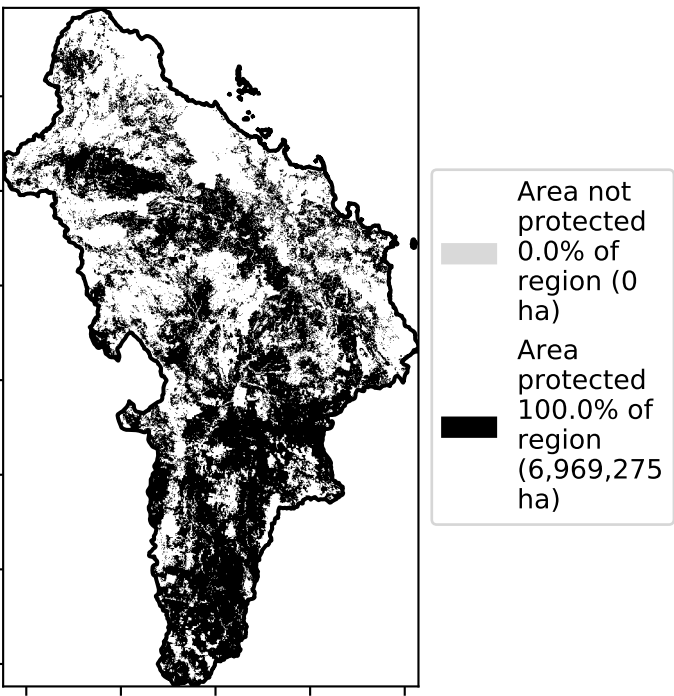 Area not
protected
0.0% of
region (0
ha)
Area
protected
100.0% of
region
(6,969,275
ha)